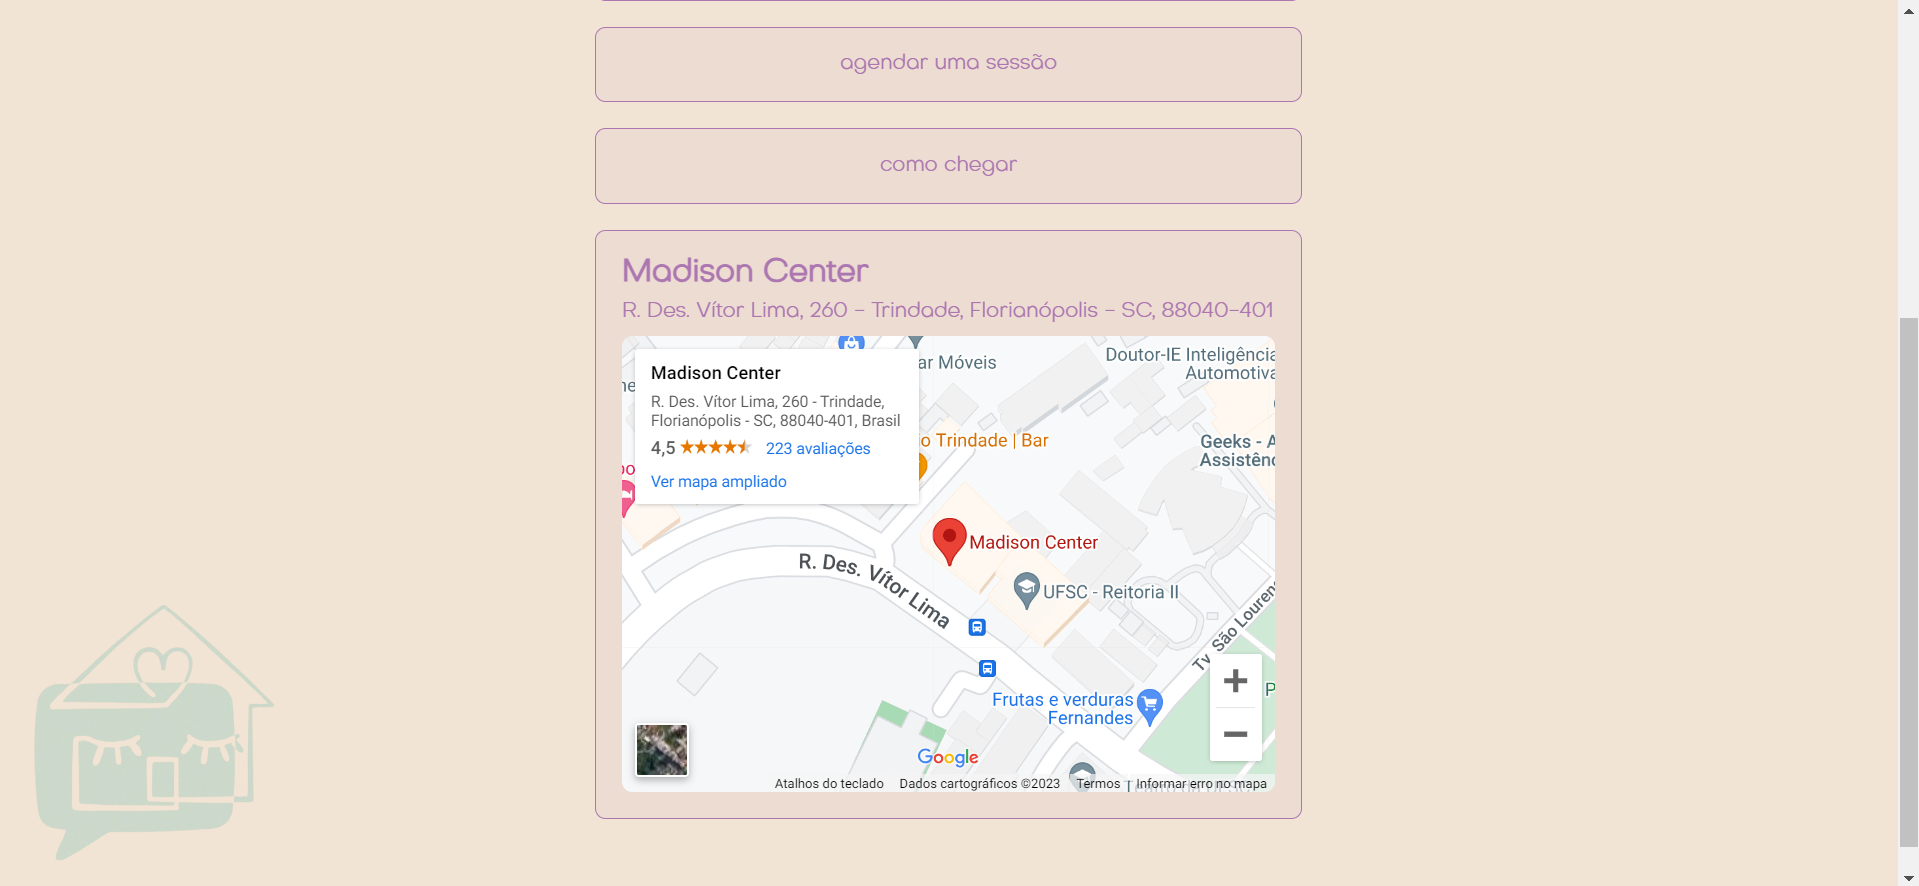 agendar uma sessão
como chegar
Madison Center
R. Des. Vítor Lima, 260 - Trindade, Florianópolis - SC, 88040-401
Madison Center
R. Des. Vítor Lima, 260 - Trindade,
Florianópolis - SC, 88040-401, Brasil
4,5 223 avaliações
Ver mapa ampliado
ar Móveis
Doutor-IE Inteligência
Automotiva
o Trindade | Bar
Geeks - A
Assistênc
Madison Center
UFSC - Reitoria II
R. Des. Vítor Lima
Tv. São Louren
Frutas e verduras
Fernandes
P
Google
Atalhos do teclado Dados cartográficos ©2023 Termos Informar erro no mapa